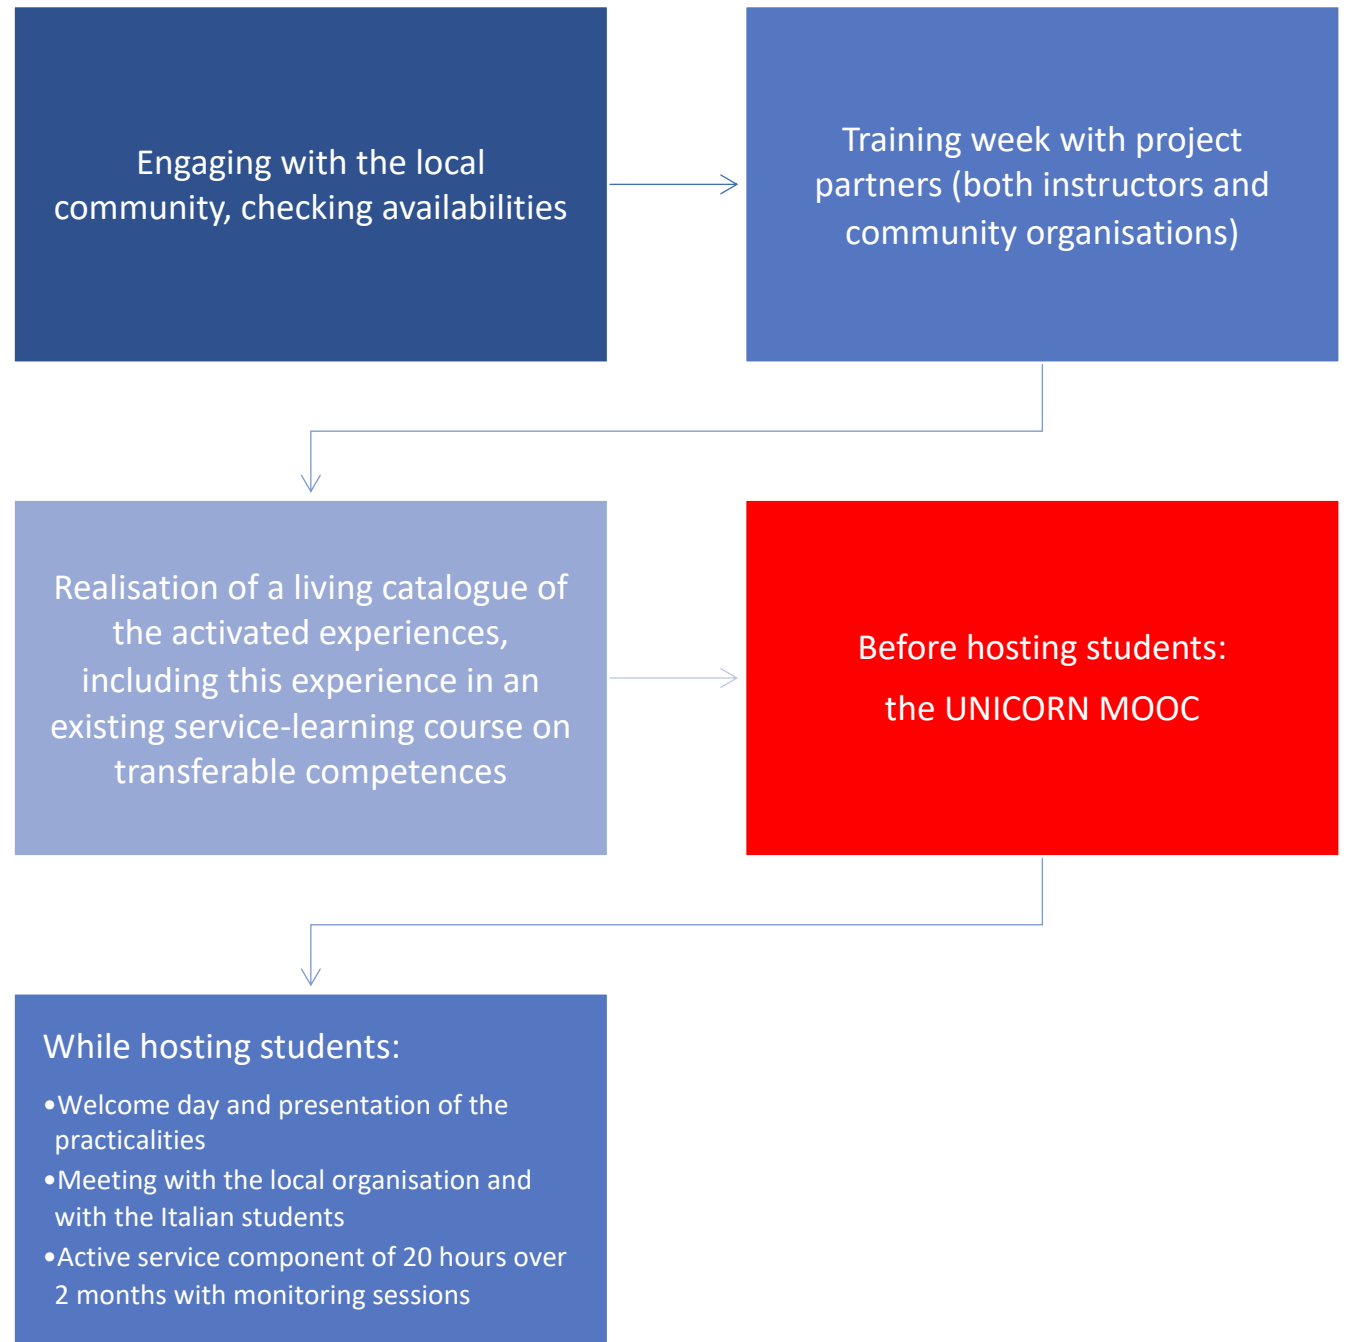 Engaging with the local
community, checking availabilities
Training week with project
partners (both instructors and
community organisations)
Realisation of a living catalogue of
the activated experiences,
including this experience in an
existing service-learning course on
transferable competences
Before hosting students:
the UNICORN MOOC
While hosting students:
•Welcome day and presentation of the
practicalities
•Meeting with the local organisation and
with the Italian students
•Active service component of 20 hours over
2 months with monitoring sessions